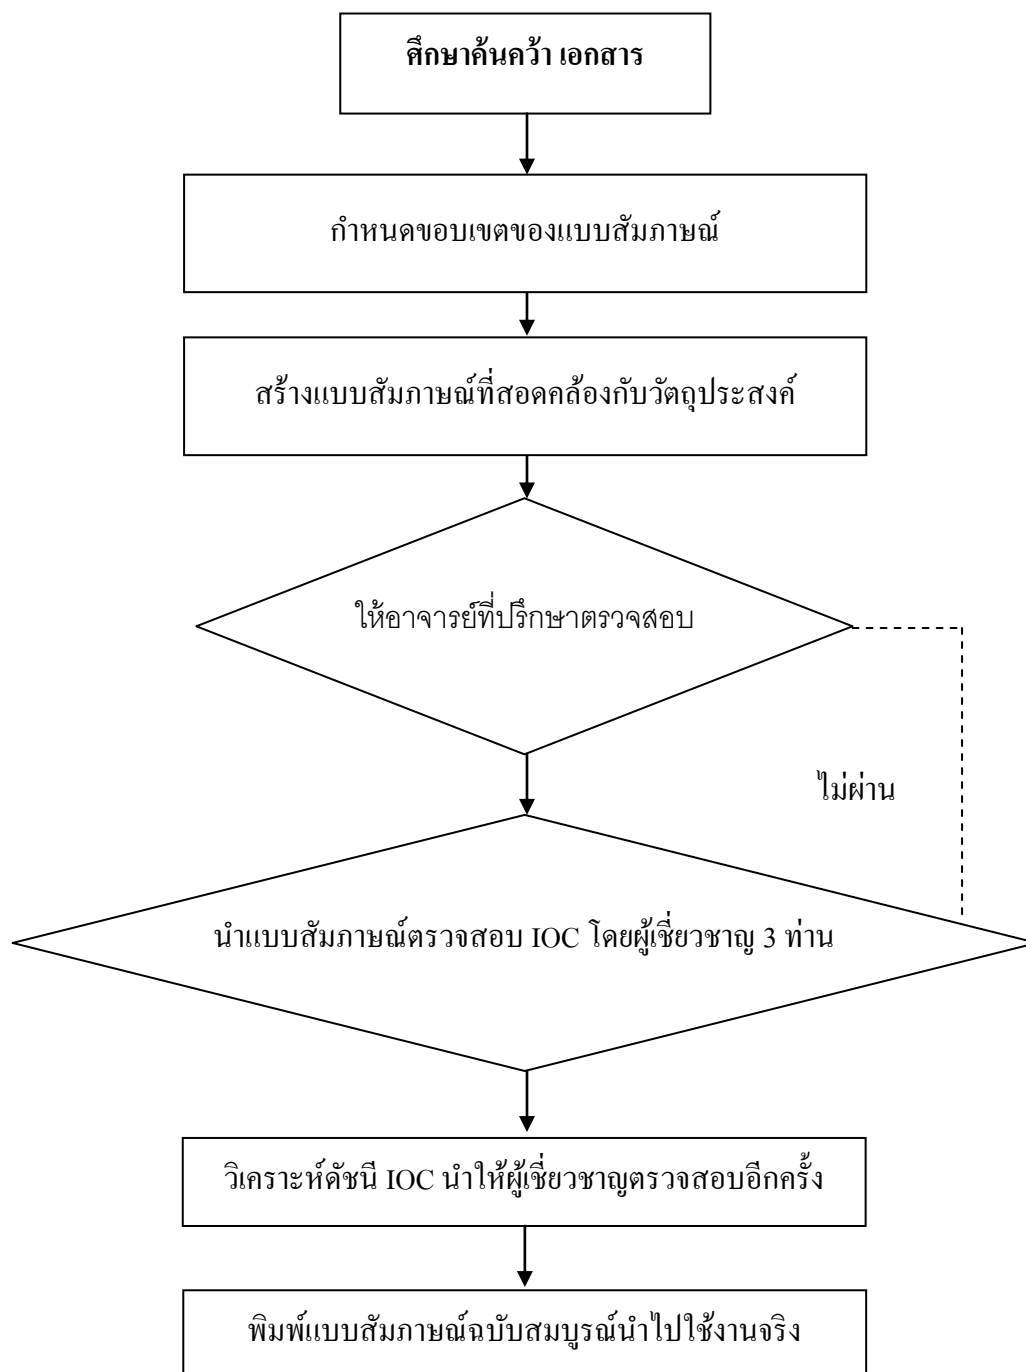 ศึกษาค้นคว้า เอกสาร
กำหนดขอบเขตของแบบสัมภาษณ์
สร้างแบบสัมภาษณ์ที่สอดคล้องกับวัตถุประสงค์
ให้อาจารย์ที่ปรึกษาตรวจสอบ
ไม่ผ่าน
นำแบบสัมภาษณ์ตรวจสอบ IOC โดยผู้เชี่ยวชาญ 3 ท่าน
วิเคราะห์ดัชนี IOC นำให้ผู้เชี่ยวชาญตรวจสอบอีกครั้ง
พิมพ์แบบสัมภาษณ์ฉบับสมบูรณ์นำไปใช้งานจริง